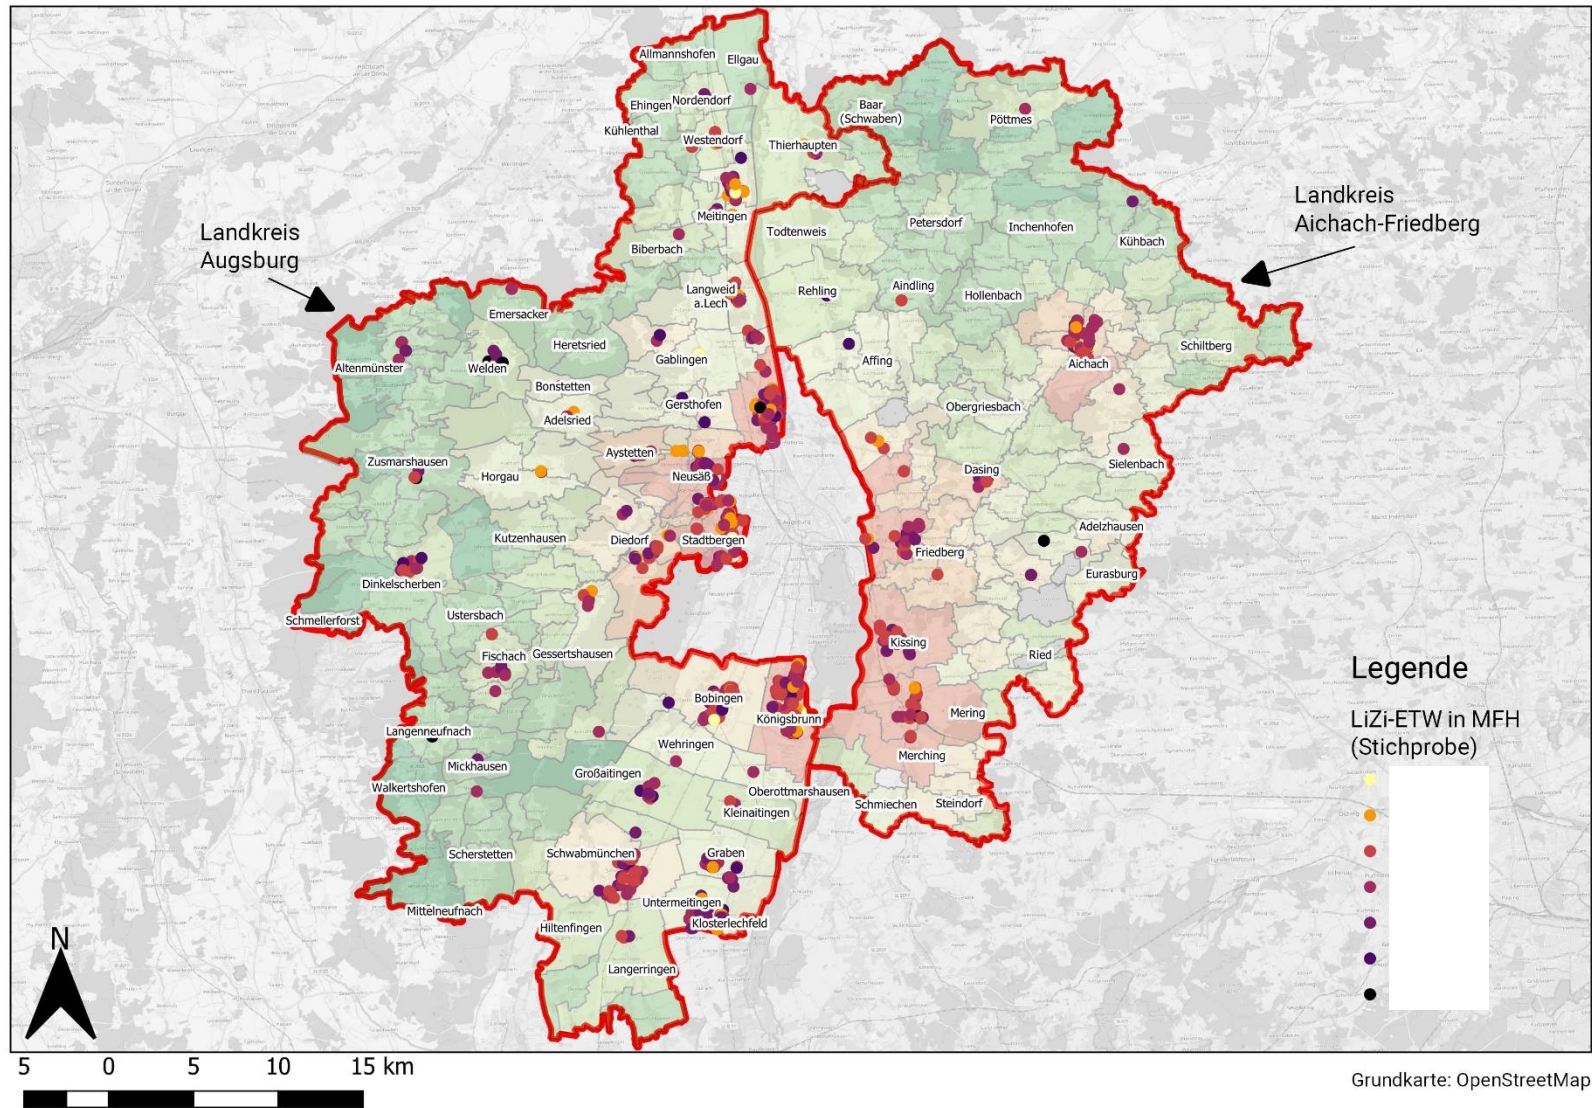 Allmannshofen
Ellgau
Ehingen
Nordendorf
Kühlenthal
Westendorf
Thierhaupten
Baar
(Schwaben)
Pöttmes
Meitingen
Biberbach
Landkreis
Augsburg
Landkreis
Aichach-Friedberg
Todtenweis
Petersdorf
Inchenhofen
Kühbach
Langweid
a.Lech
Rehling
Aindling
Hollenbach
Emersacker
Heretsried
Gablingen
Affing
Aichach
Schiltberg
Altenmünster
Welden
Bonstetten
Adelsried
Gersthofen
Obergriesbach
Zusmarshausen
Horgau
Aystetten
Neusäß
Dasing
Sielenbach
Kutzenhausen
Diedorf
Stadtbergen
Friedberg
Adelzhausen
Dinkelscherben
Eurasburg
Schmellerforst
Ustersbach
Fischach
Gessertshausen
Kissing
Ried
Bobingen
Königsbrunn
Mering
Langenneufnach
Wehringen
Merching
Mickhausen
Walkertshofen
Großaitingen
Oberottmarshausen
Kleinaitingen
Schmiechen
Steindorf
Scherstetten
Schwabmünchen
Graben
Mittelneufnach
Untermeitingen
Hiltenfingen
Klosterlechfeld
Langerringen
Legende
LiZi-ETW in MFH
(Stichprobe)
N
5 0 5 10 15 km
Grundkarte: OpenStreetMap